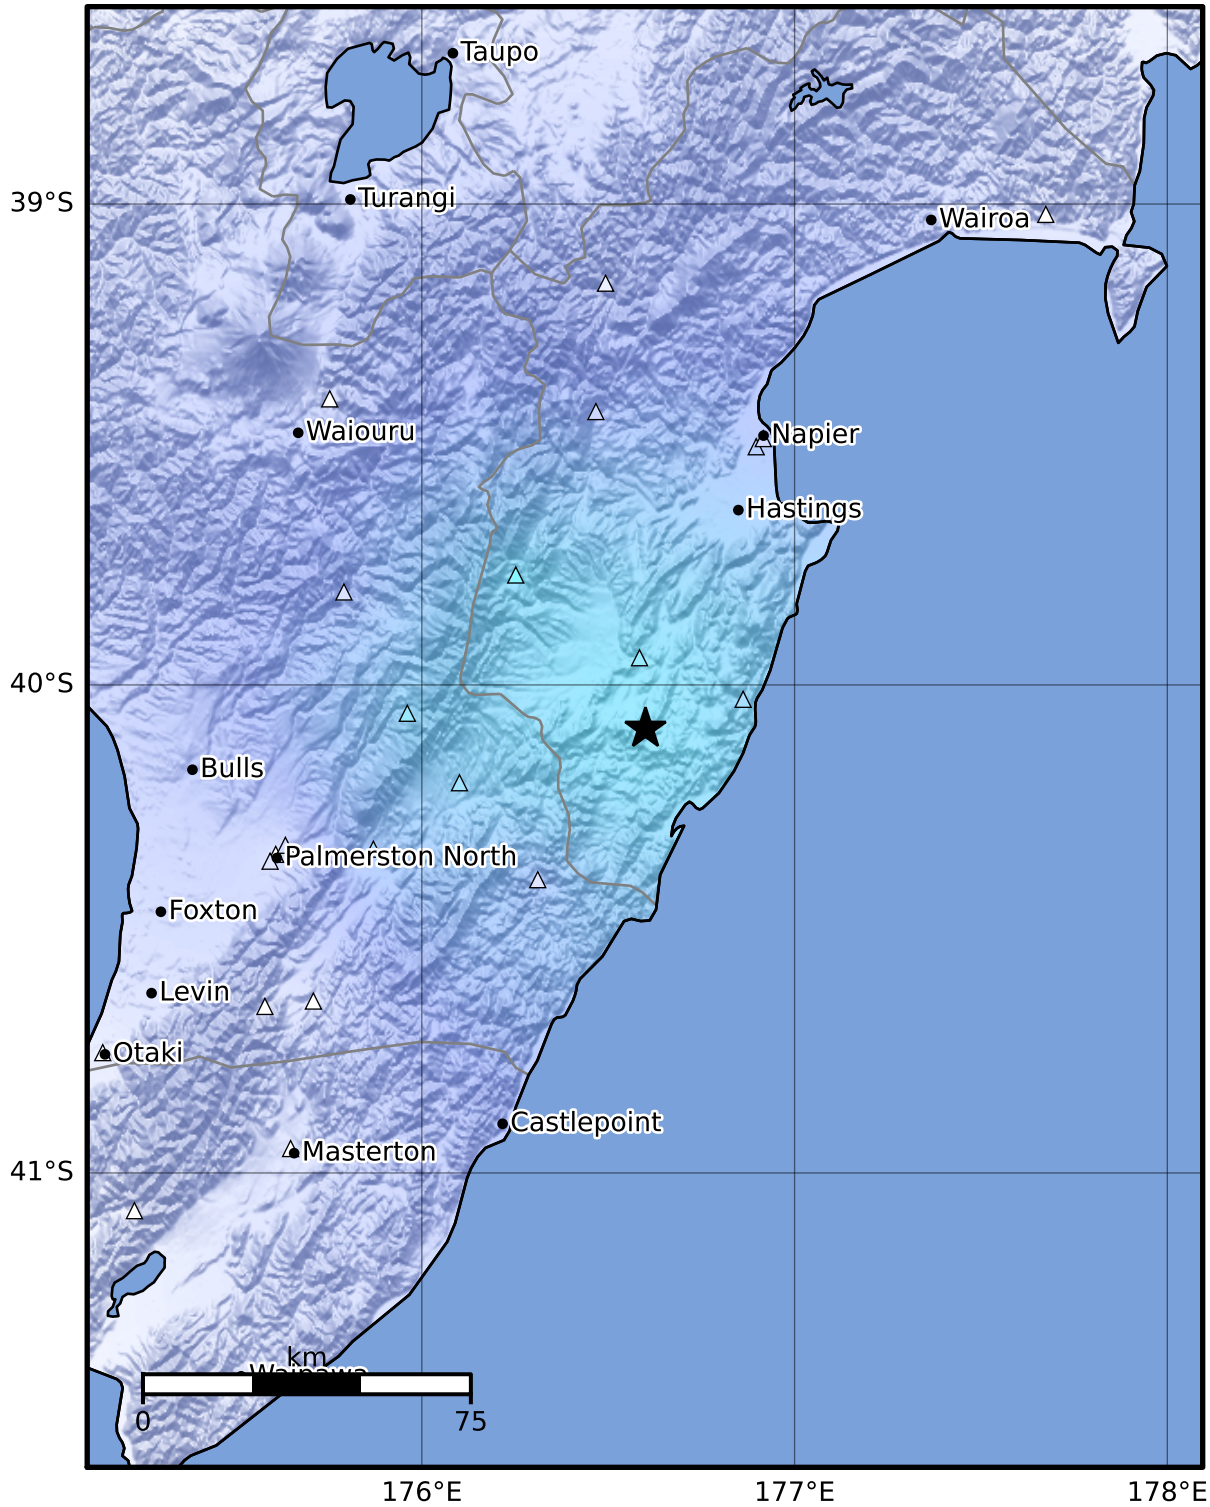 Taupo
Turangi
39°S
Wairoa
Waiouru
Napier
Hastings
40°S
Bulls
Palmerston North
Foxton
Levin
Otaki
Castlepoint
Masterton
41°S
km
0
75
176°E
177°E
178°E